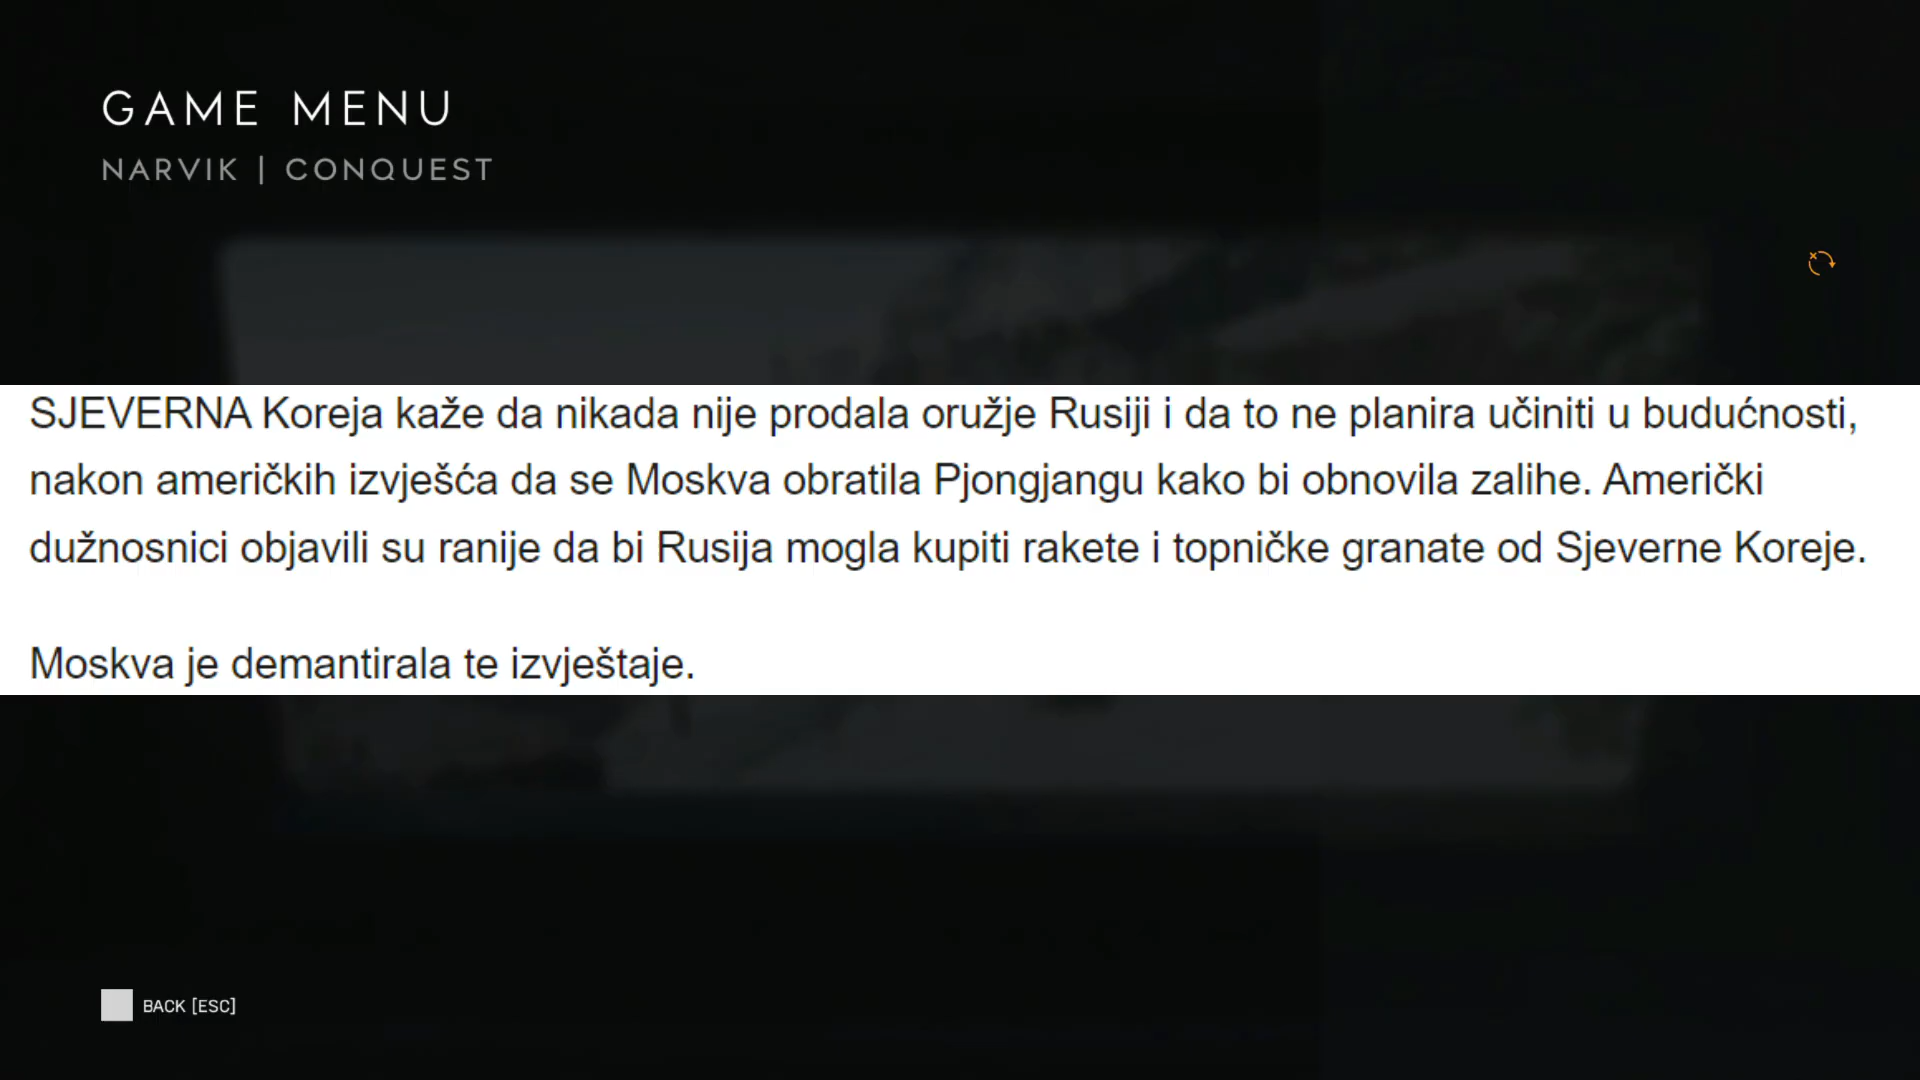 GAME MENU
NARVIK | CONQUEST
SJEVERNA Koreja kaže da nikada nije prodala oružje Rusiji i da to ne planira učiniti u budućnosti,
nakon američkih izvješća da se Moskva obratila Pjongjangu kako bi obnovila zalihe. Američki
dužnosnici objavili su ranije da bi Rusija mogla kupiti rakete i topničke granate od Sjeverne Koreje.
Moskva je demantirala te izvještaje.
BACK [ESC]